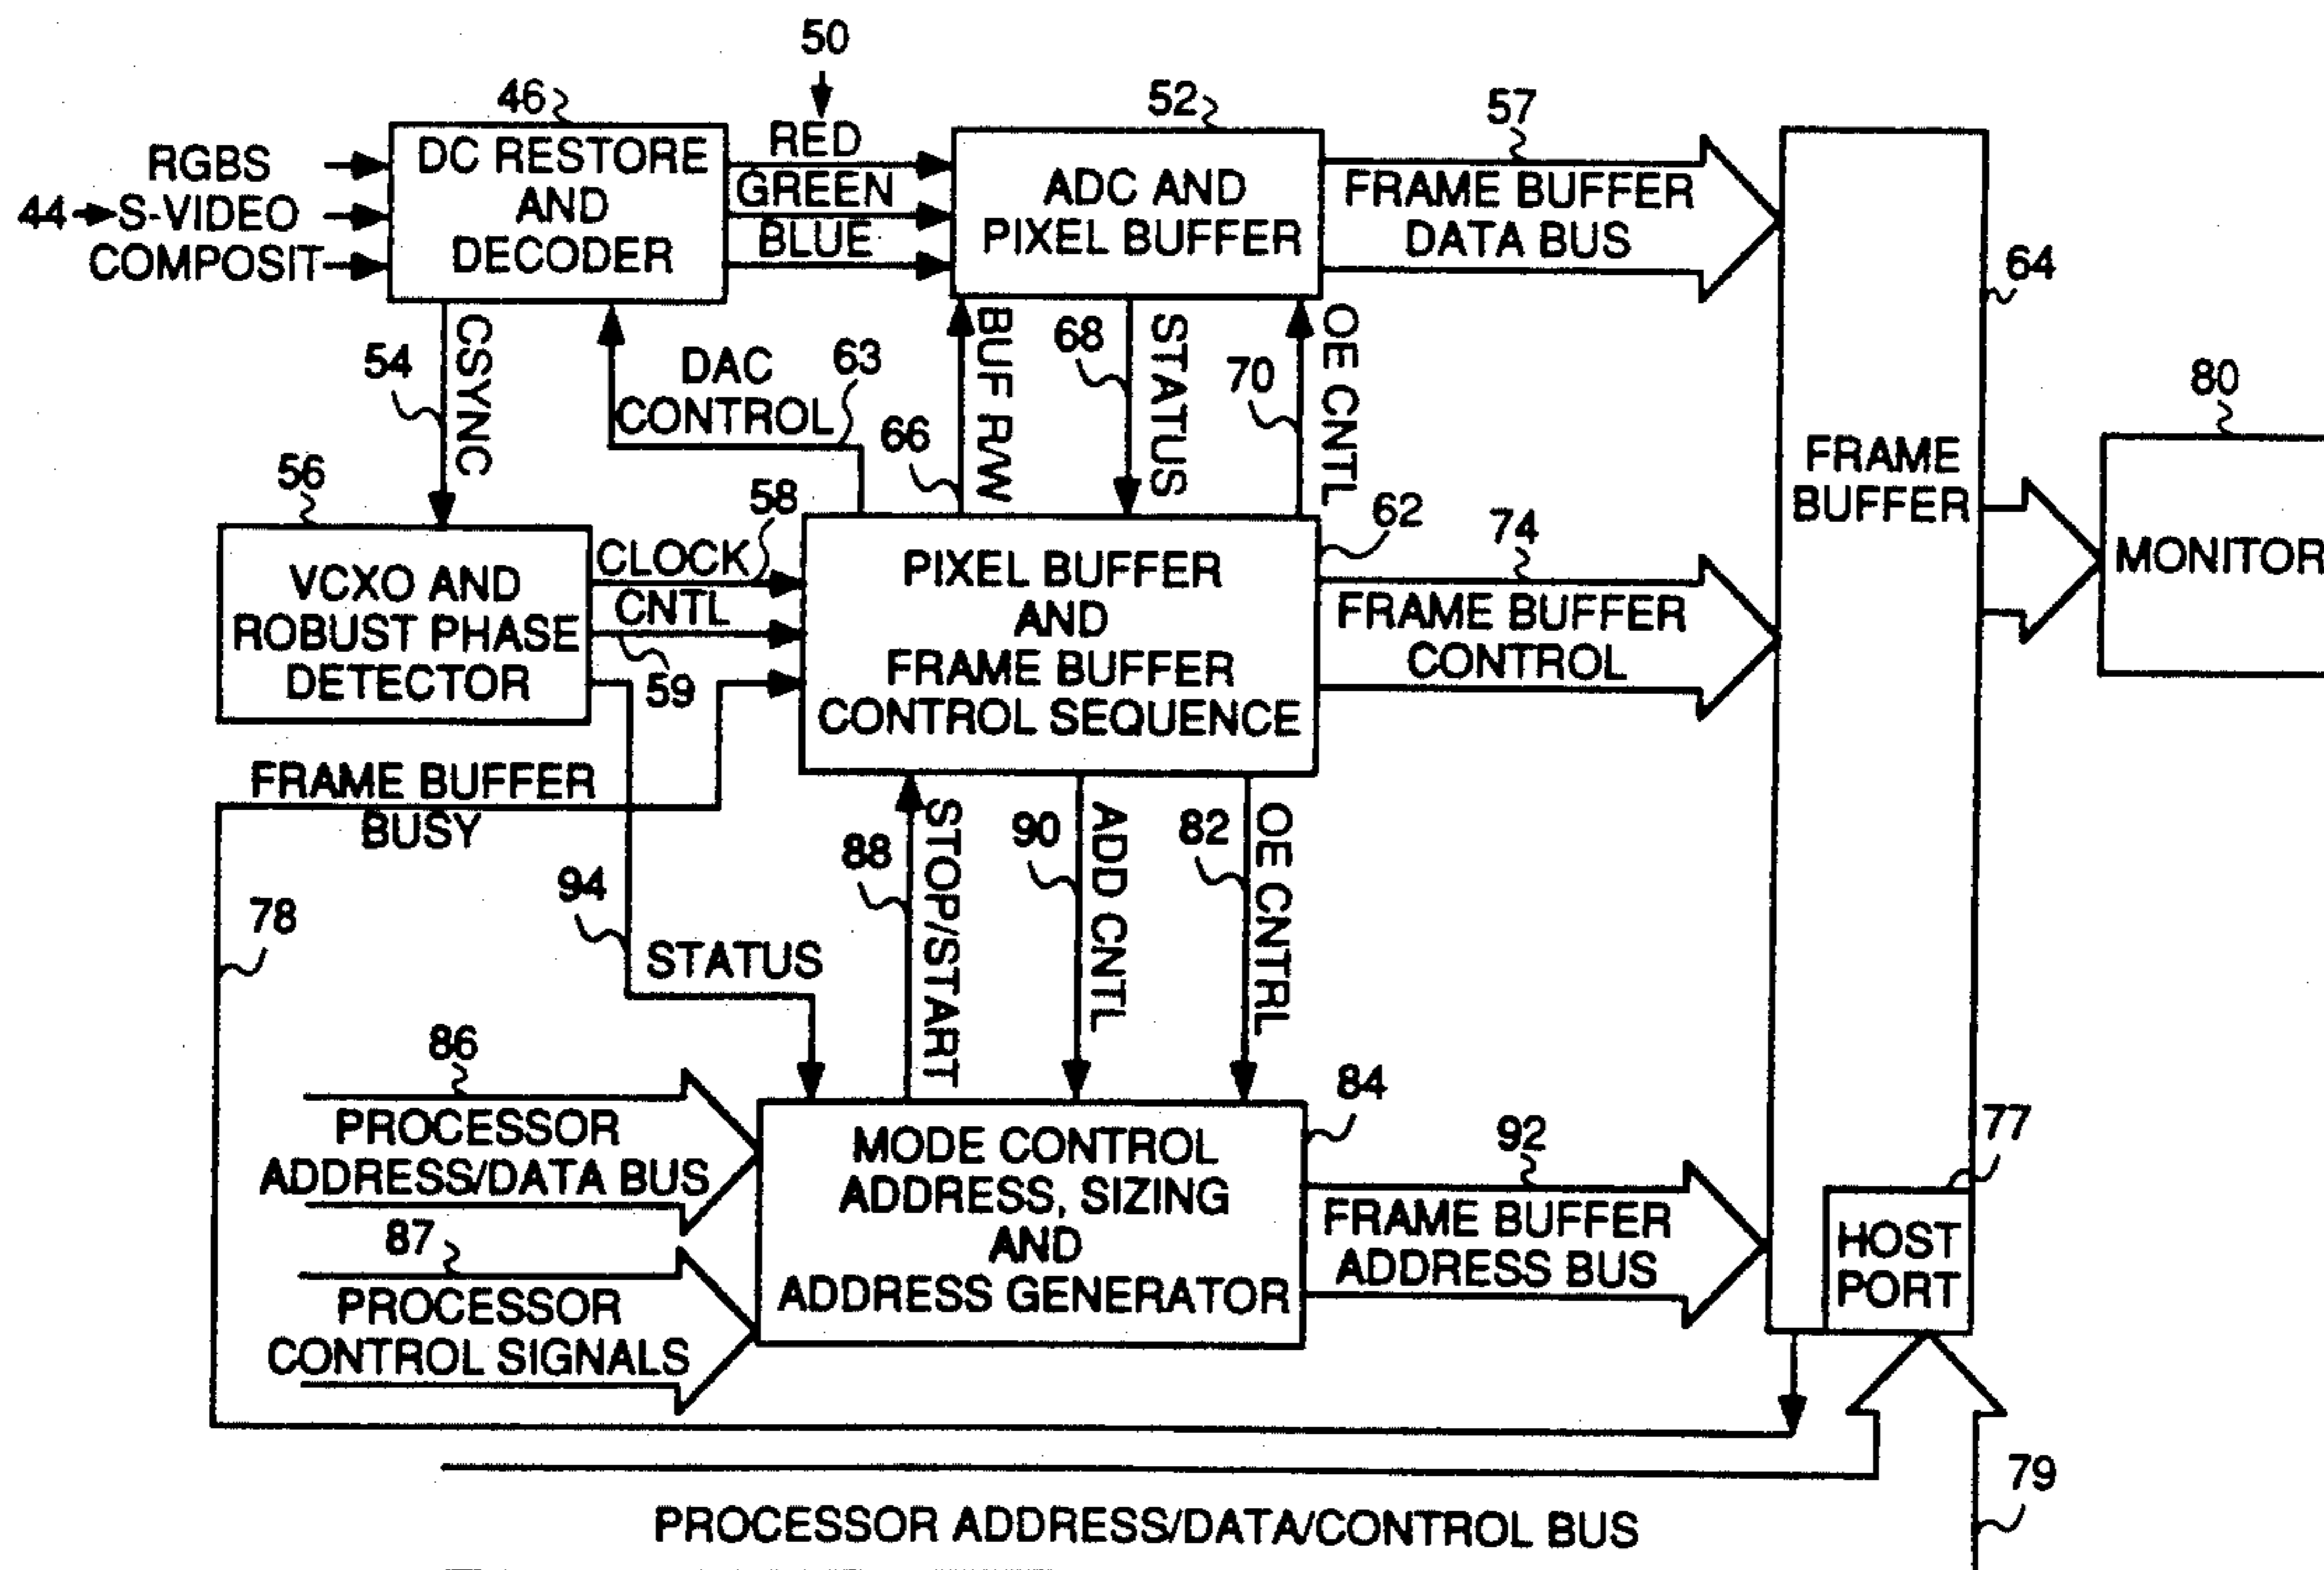 50
46
52
57
RGBS
44 S-VIDEO
COMPOSIT
DC RESTORE
AND
DECODER
RED
GREEN
BLUE
ADC AND
PIXEL BUFFER
FRAME BUFFER
DATA BUS
64
54
CSYNC
DAC
CONTROL
63
66
BUF R/W
68
STATUS
70
OE CNTL
FRAME
BUFFER
80
MONITOR
56
VCXO AND
ROBUST PHASE
DETECTOR
CLOCK
58
CNTL
59
62
PIXEL BUFFER
AND
FRAME BUFFER
CONTROL SEQUENCE
74
FRAME BUFFER
CONTROL
FRAME BUFFER
BUSY
78
94
STATUS
88
STOP/START
90
ADD CNTL
82
OE CNTRL
86
PROCESSOR
ADDRESS/DATA BUS
87
PROCESSOR
CONTROL SIGNALS
84
MODE CONTROL
ADDRESS, SIZING
AND
ADDRESS GENERATOR
92
FRAME BUFFER
ADDRESS BUS
77
HOST
PORT
79
PROCESSOR ADDRESS/DATA/CONTROL BUS